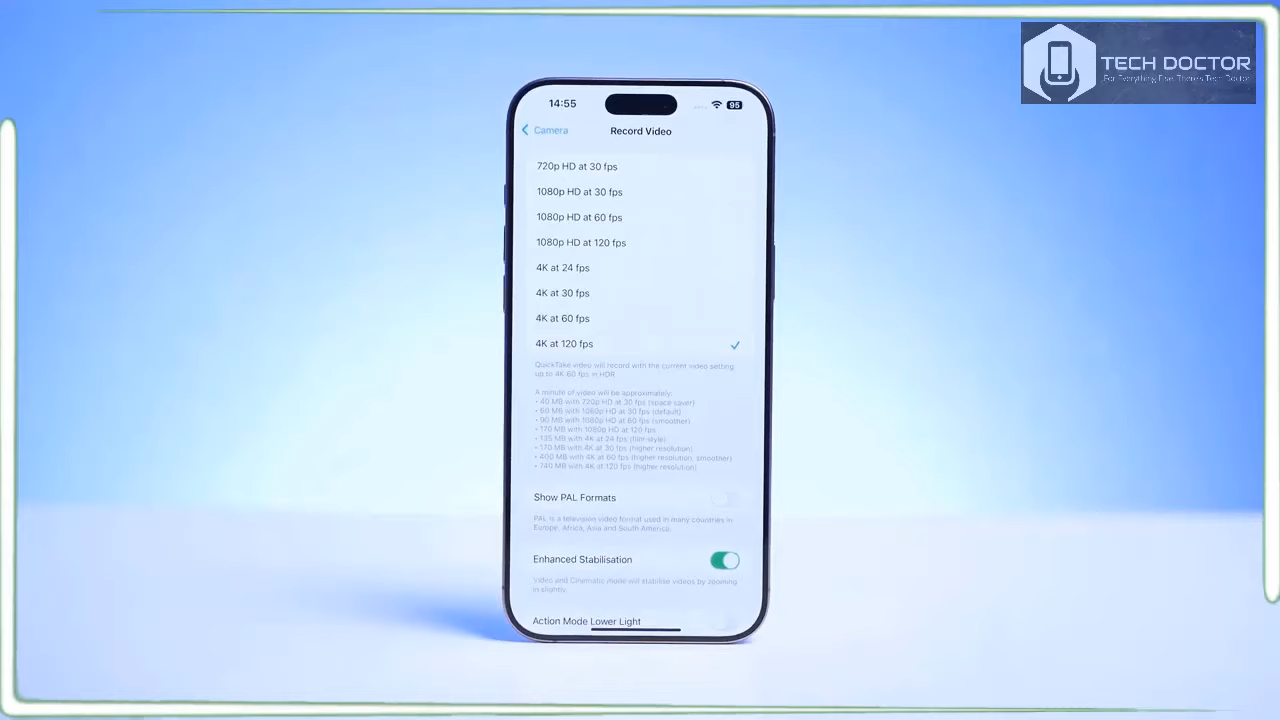 TECH DOCTOR
For Everything Else, There's Tech Doctor
14:55
95
Camera
Record Video
720p HD at 30 fps
1080p HD at 30 fps
1080p HD at 60 fps
1080p HD at 120 fps
4K at 24 fps
4K at 30 fps
4K at 60 fps
4K at 120 fps
QuickTake video will record with the current video setting
up to 4K 60 fps in HDR.
A minute of video will be approximately:
• 40 MB with 720p HD at 30 fps (space saver)
• 60 MB with 1080p HD at 30 fps (default)
• 90 MB with 1080p HD at 60 fps (smoother)
• 170 MB with 1080p HD at 120 fps
• 135 MB with 4K at 24 fps (film style)
• 170 MB with 4K at 30 fps (higher resolution)
• 400 MB with 4K at 60 fps (higher resolution, smoother)
• 740 MB with 4K at 120 fps (higher resolution)
Show PAL Formats
PAL is a television video format used in many countries in
Europe, Africa, Asia and South America.
Enhanced Stabilisation
Video and Cinematic mode will stabilise videos by zooming
in slightly.
Action Mode Lower Light